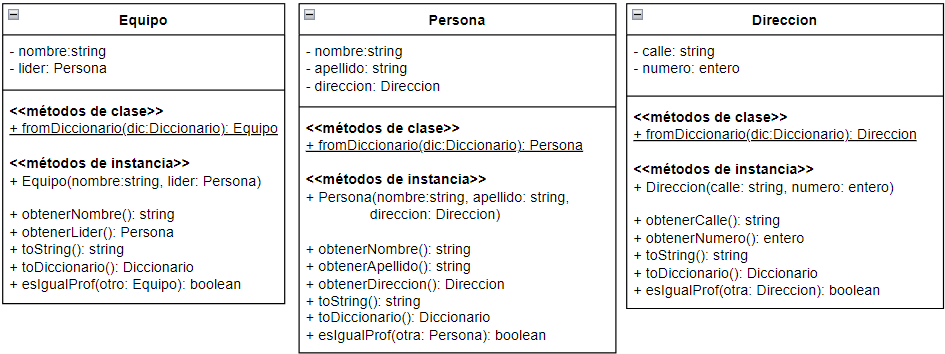 Equipo
- nombre:string
- lider: Persona
<<métodos de clase>>
+ fromDiccionario(dic:Diccionario): Equipo
<<métodos de instancia>>
+ Equipo(nombre:string, lider: Persona)
+ obtenerNombre(): string
+ obtenerLider(): Persona
+ toString(): string
+ toDiccionario(): Diccionario
+ esIgualProf(otro: Equipo): boolean
Persona
- nombre:string
- apellido: string
- direccion: Direccion
<<métodos de clase>>
+ fromDiccionario(dic:Diccionario): Persona
<<métodos de instancia>>
+ Persona(nombre:string, apellido: string,
direccion: Direccion)
+ obtenerNombre(): string
+ obtenerApellido(): string
+ obtenerDireccion(): Direccion
+ toString(): string
+ toDiccionario(): Diccionario
+ esIgualProf(otra: Persona): boolean
Direccion
- calle: string
- numero: entero
<<métodos de clase>>
+ fromDiccionario(dic:Diccionario): Direccion
<<métodos de instancia>>
+ Direccion(calle: string, numero: entero)
+ obtenerCalle(): string
+ obtenerNumero(): entero
+ toString(): string
+ toDiccionario(): Diccionario
+ esIgualProf(otra: Direccion): boolean